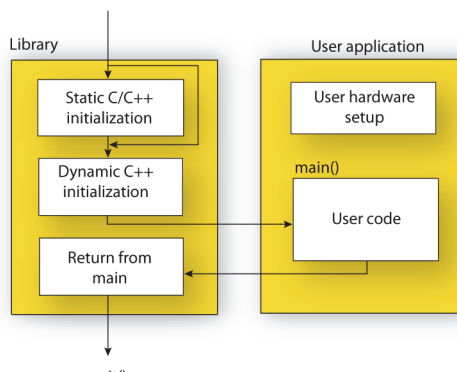 Library
User application
Static C/C++
initialization
User hardware
setup
Dynamic C++
initialization
main()
User code
Return from
main